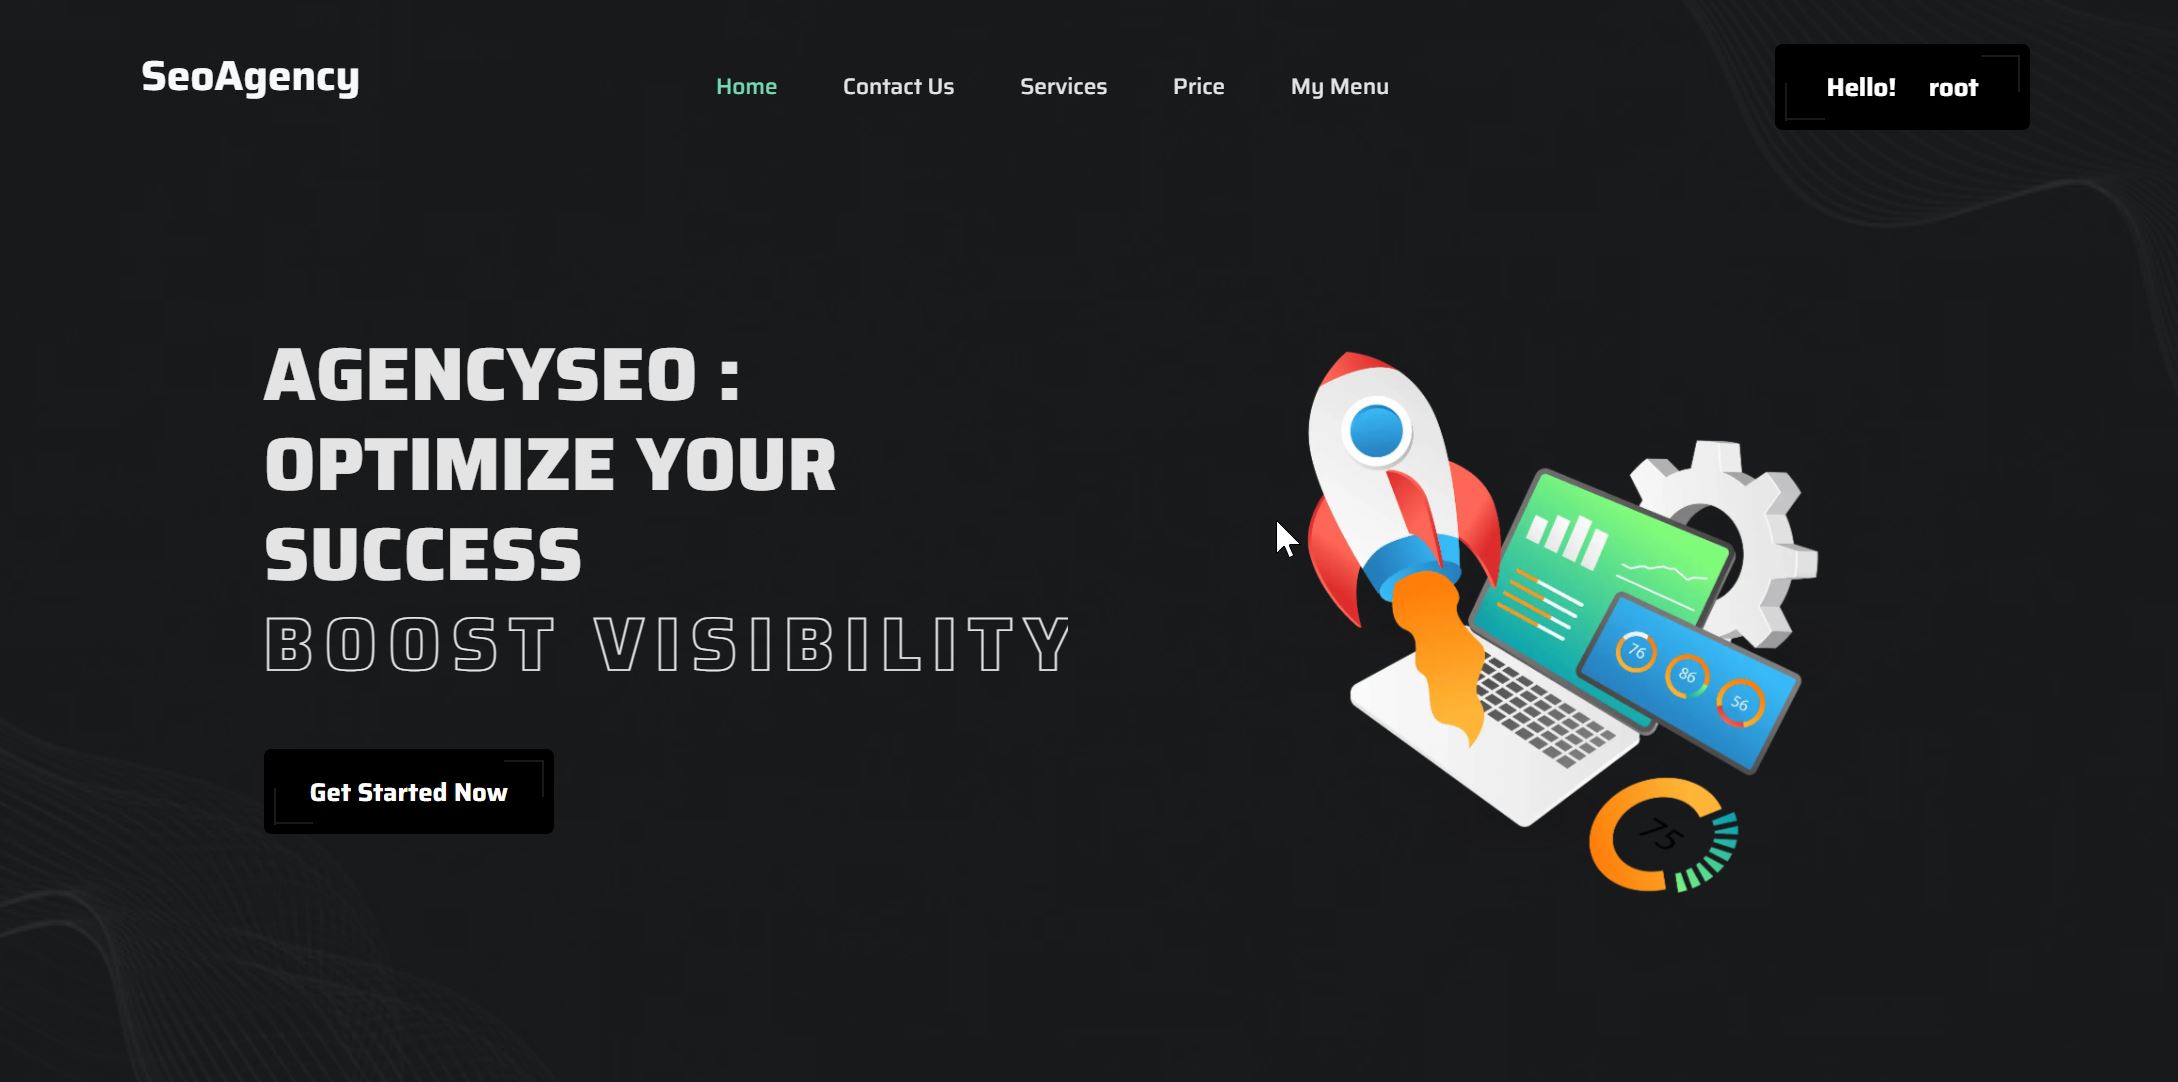 SeoAgency
Home Contact Us Services Price My Menu
Hello! root
AGENCYSEO :
OPTIMIZE YOUR
SUCCESS
BOOST VISIBILITY
Get Started Now
76
86
56
75